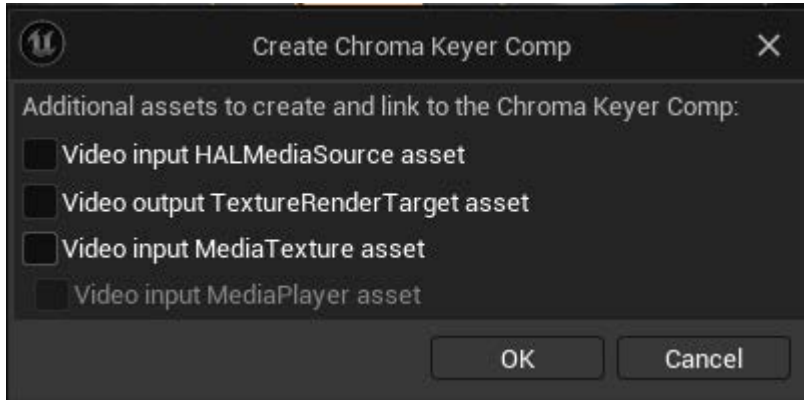 Create Chroma Keyer Comp
Additional assets to create and link to the Chroma Keyer Comp:
Video input HALMediaSource asset
Video output TextureRenderTarget asset
Video input MediaTexture asset
Video input MediaPlayer asset
OK Cancel